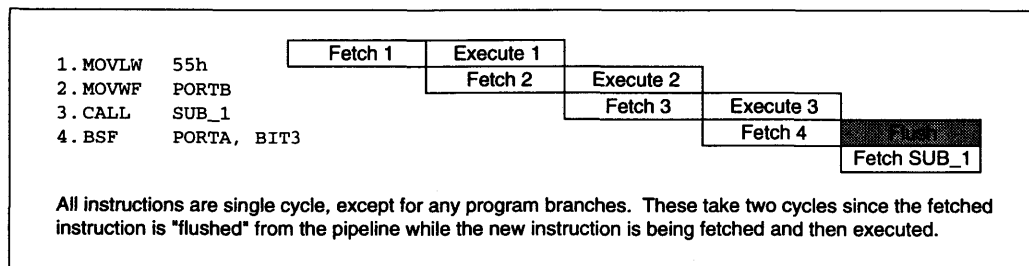 Fetch 1 Execute 1
1. MOVLW 55h
Fetch 2 Execute 2
2. MOVWF PORTB
Fetch 3 Execute 3
3. CALL SUB_1
Fetch 4 Flush
4. BSF PORTA, BIT3
Fetch SUB_1
All instructions are single cycle, except for any program branches. These take two cycles since the fetched
instruction is "flushed" from the pipeline while the new instruction is being fetched and then executed.